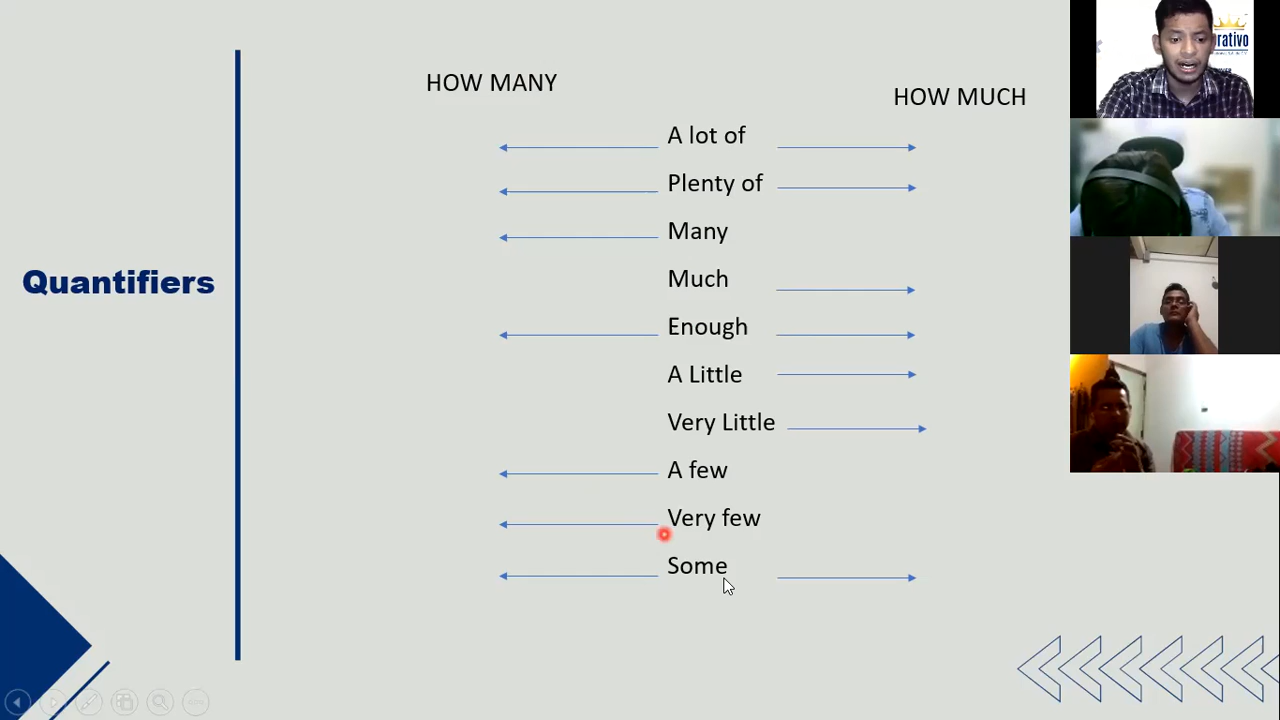 HOW MANY
HOW MUCH
Quantifiers
A lot of
Plenty of
Many
Much
Enough
A Little
Very Little
A few
Very few
Some
rativo